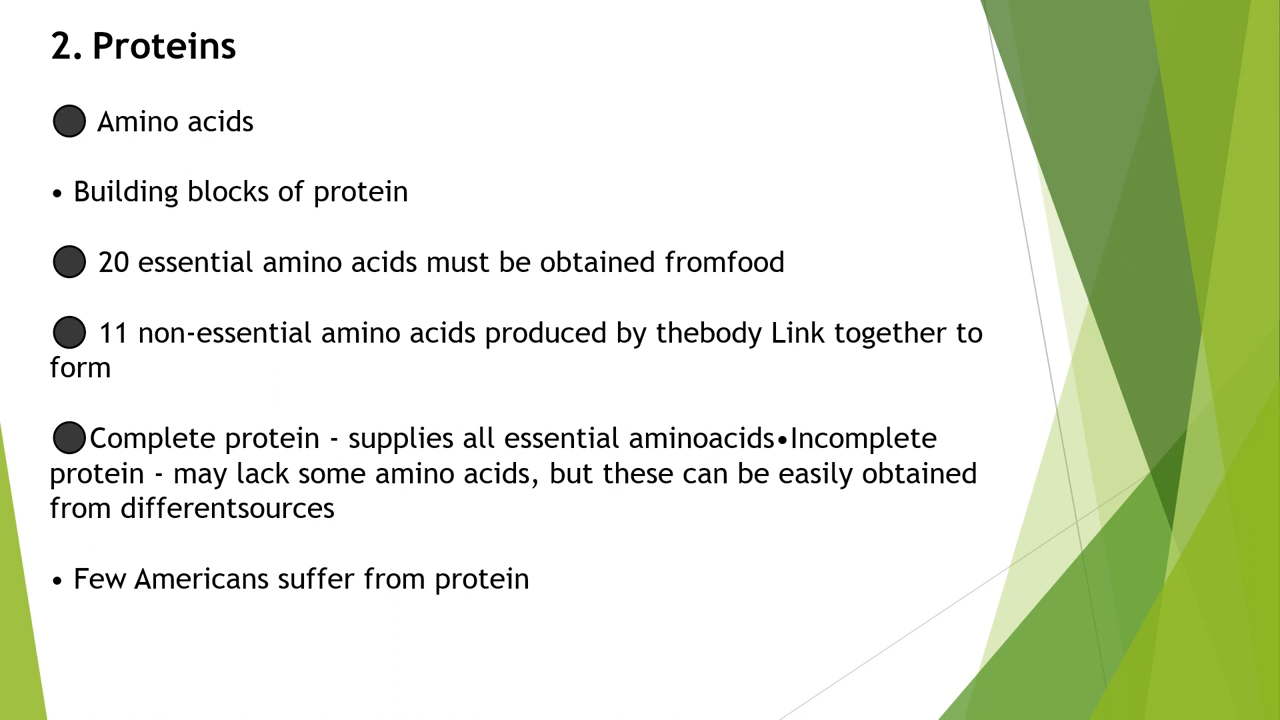 2. Proteins
⚫ Amino acids
• Building blocks of protein
⚫ 20 essential amino acids must be obtained fromfood
⚫ 11 non-essential amino acids produced by thebody Link together to
form
⚫Complete protein - supplies all essential aminoacids•Incomplete
protein - may lack some amino acids, but these can be easily obtained
from differentsources
• Few Americans suffer from protein